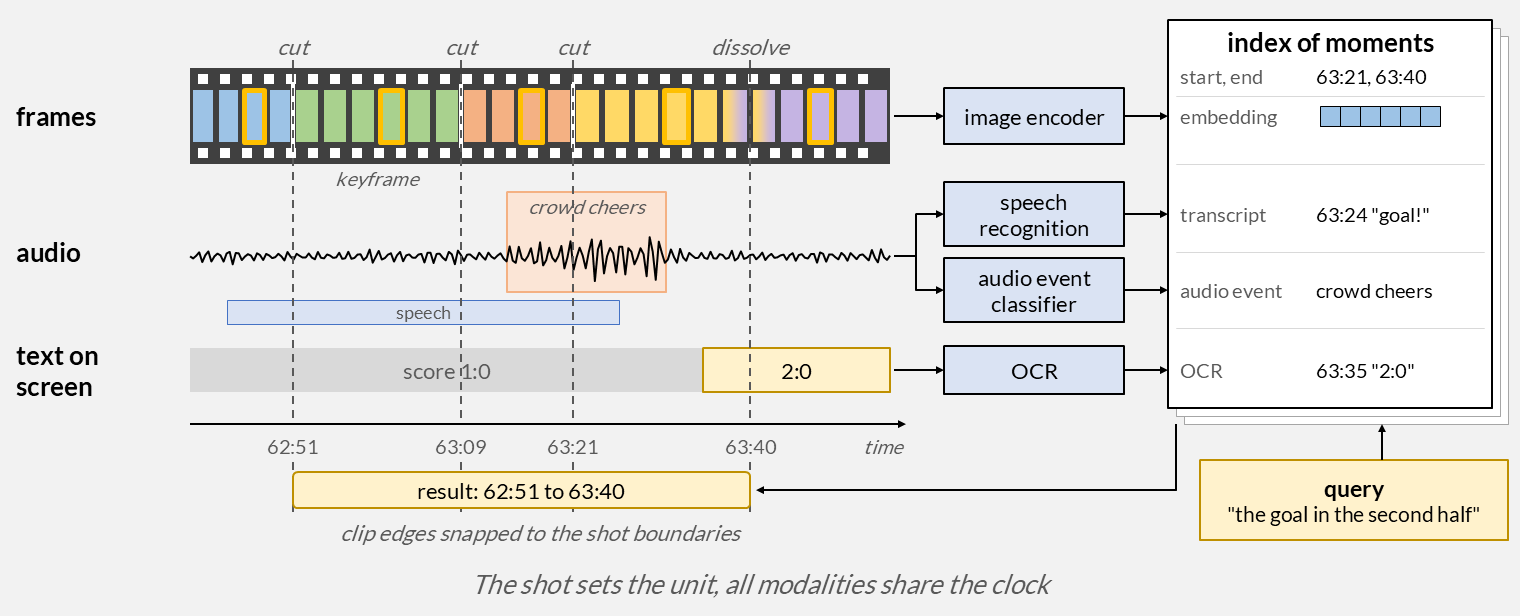 cut
cut
cut
dissolve
frames
keyframe
crowd cheers
audio
speech
text on
screen
score 1:0
2:0
62:51
63:09
63:21
63:40
time
result: 62:51 to 63:40
clip edges snapped to the shot boundaries
image encoder
speech
recognition
audio event
classifier
OCR
index of moments
start, end
63:21, 63:40
embedding
transcript
63:24 "goal!"
audio event
crowd cheers
OCR
63:35 "2:0"
query
"the goal in the second half"
The shot sets the unit, all modalities share the clock